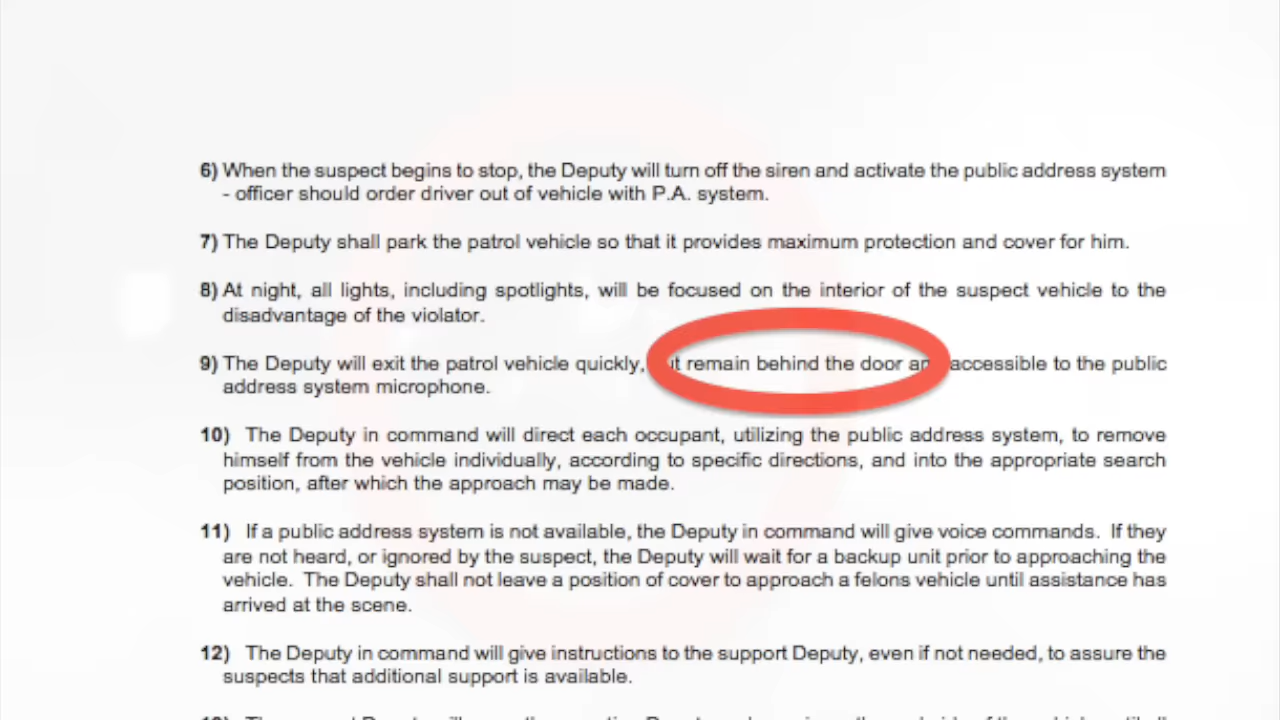 6) When the suspect begins to stop, the Deputy will turn off the siren and activate the public address system
- officer should order driver out of vehicle with P.A. system.
7) The Deputy shall park the patrol vehicle so that it provides maximum protection and cover for him.
8) At night, all lights, including spotlights, will be focused on the interior of the suspect vehicle to the
disadvantage of the violator.
9) The Deputy will exit the patrol vehicle quickly, remain behind the door accessible to the public
address system microphone.
10) The Deputy in command will direct each occupant, utilizing the public address system, to remove
himself from the vehicle individually, according to specific directions, and into the appropriate search
position, after which the approach may be made.
11) If a public address system is not available, the Deputy in command will give voice commands. If they
are not heard, or ignored by the suspect, the Deputy will wait for a backup unit prior to approaching the
vehicle. The Deputy shall not leave a position of cover to approach a felons vehicle until assistance has
arrived at the scene.
12) The Deputy in command will give instructions to the support Deputy, even if not needed, to assure the
suspects that additional support is available.